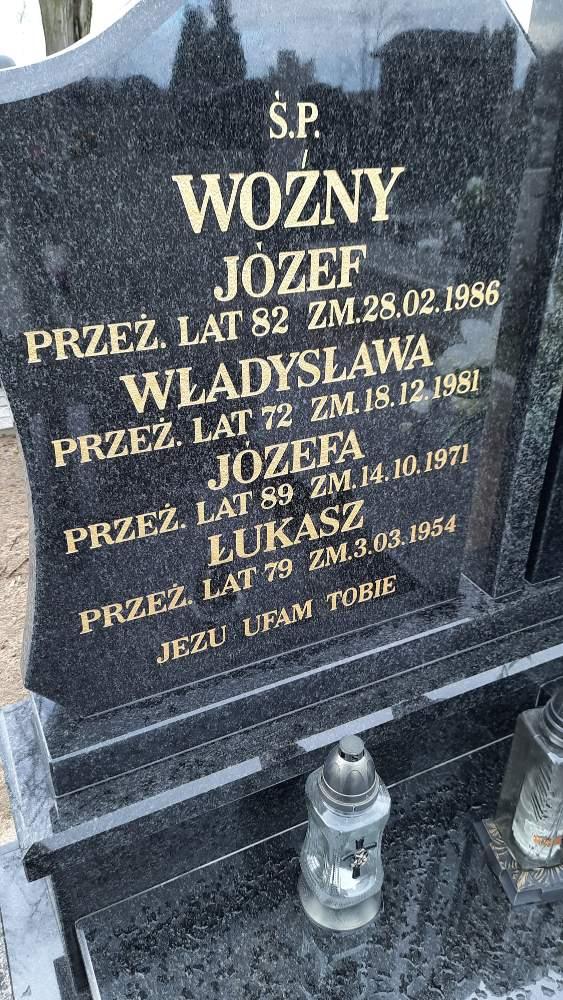 Ś.P.
WOŹNY
JÓZEF
PRZEŻ. LAT 82 ZM.28.02.1986
WŁADYSŁAWA
PRZEŻ. LAT 72 ZM.18.12.1981
JÓZEFA
PRZEŻ. LAT 89 ZM.14.10.1971
ŁUKASZ
PRZEŻ. LAT 79 ZM.3.03.1954
JEZU UFAM TOBIE